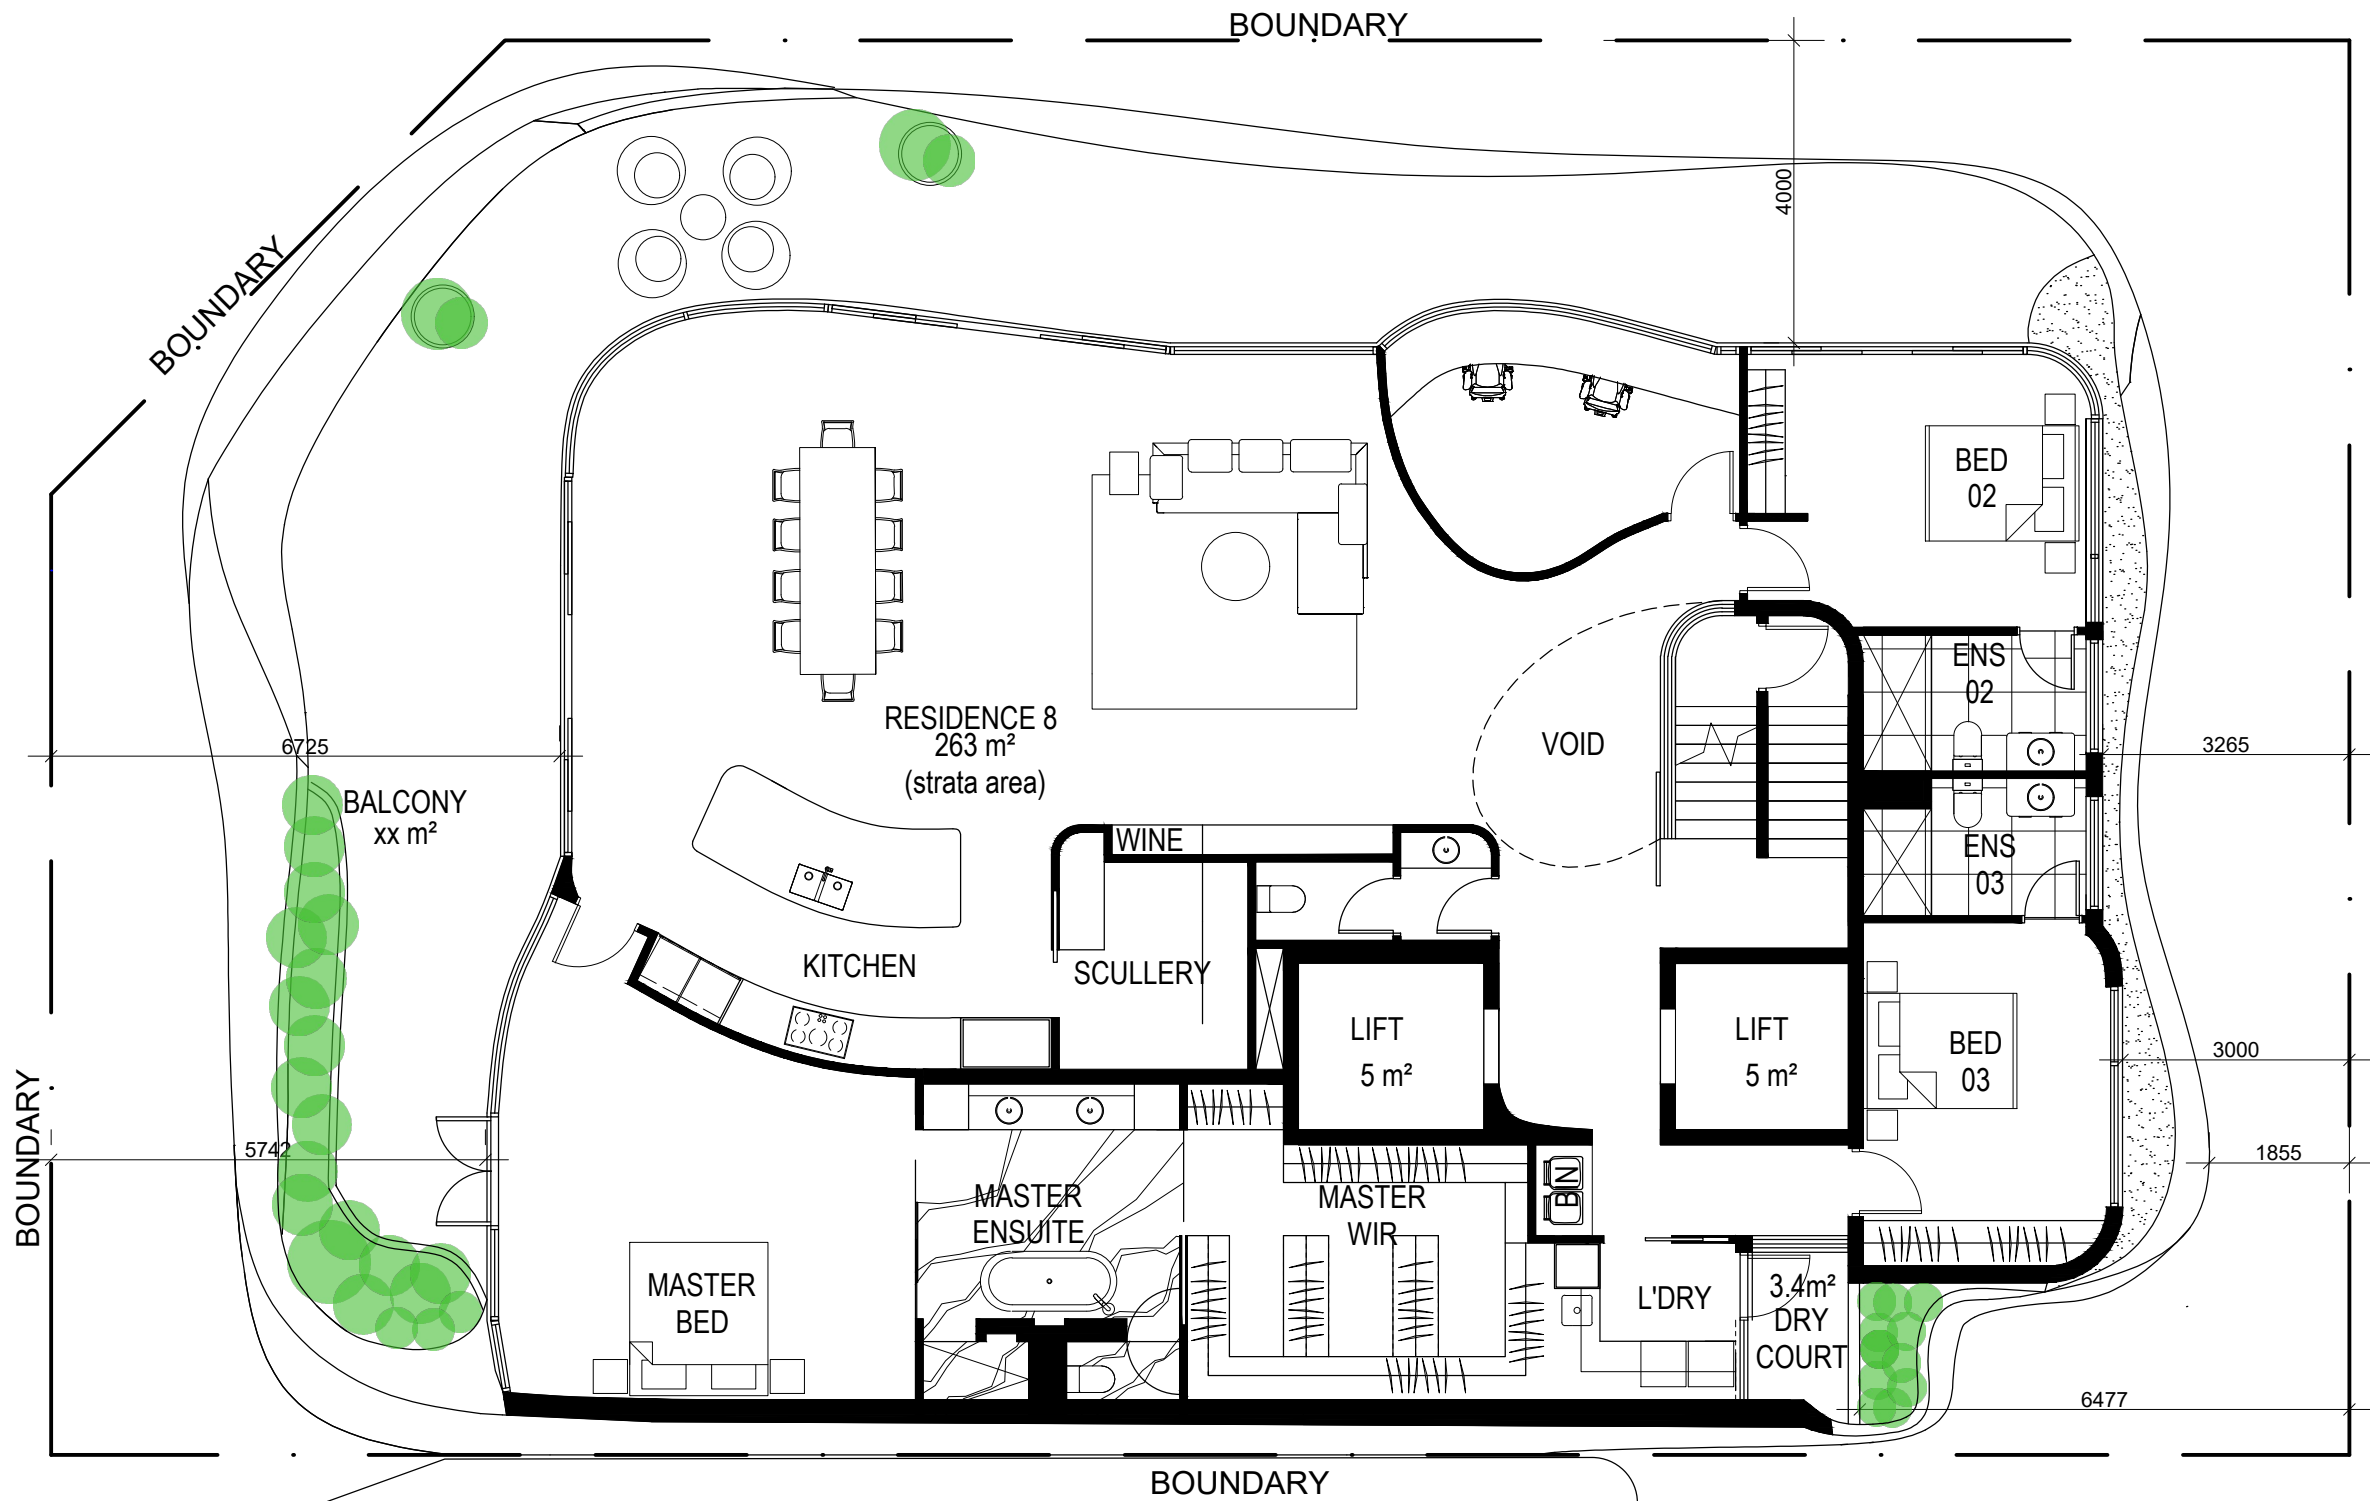 BOUNDARY
4000
BOUNDARY
BED
02
ENS
02
RESIDENCE 8
263 m²
(strata area)
VOID
6725
3265
BALCONY
xx m²
WINE
ENS
03
KITCHEN
SCULLERY
LIFT
5 m²
LIFT
5 m²
BED
03
3000
BOUNDARY
5742
1855
MASTER
ENSUITE
MASTER
WIR
BIN
MASTER
BED
L'DRY
3.4m²
DRY
COURT
6477
BOUNDARY